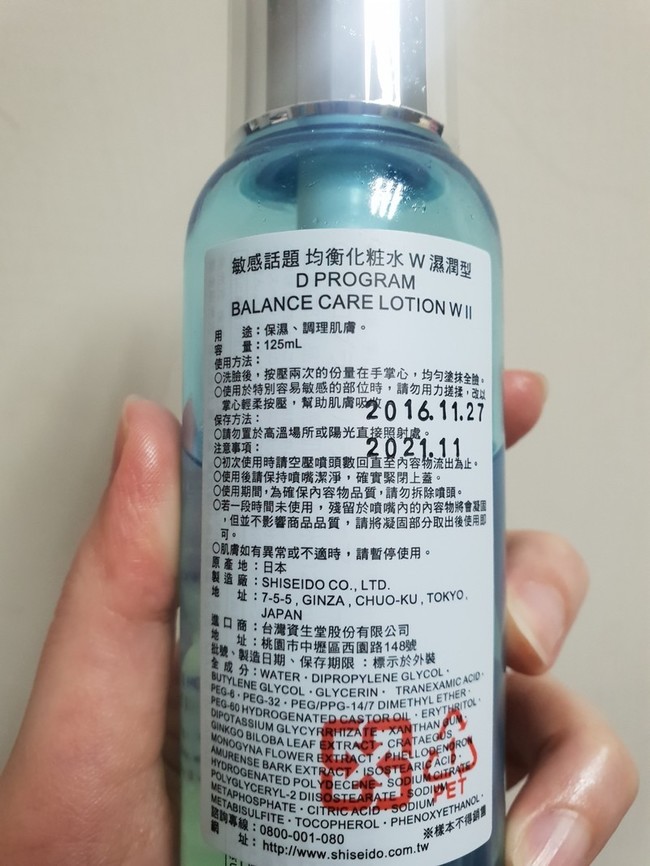 敏感話題 均衡化粧水 W 濕潤型
D PROGRAM
BALANCE CARE LOTION W II
用　　途：保濕、調理肌膚。
容　　量：125mL
使用方法：
○洗臉後，按壓兩次的份量在手掌心，均勻塗抹全臉。
○使用於特別容易敏感的部位時，請勿用力搓揉，改以
掌心輕柔按壓，幫助肌膚吸收。
2016.11.27
保存方法：
○請勿置於高溫場所或陽光直接照射處。
2021.11
注意事項：
○初次使用時請空壓噴頭數回直至內容物流出為止。
○使用後請保持噴嘴潔淨，確實緊閉上蓋。
○使用期間，為確保內容物品質，請勿拆除噴頭。
○若一段時間未使用，殘留於噴嘴內的內容物將會凝固
，但並不影響商品品質，請將凝固部分取出後使用即
可。
○肌膚如有異常或不適時，請暫停使用。
原 產 地：日本
製 造 廠：SHISEIDO CO., LTD.
地　　址：7-5-5 , GINZA , CHUO-KU , TOKYO.
JAPAN
進 口 商：台灣資生堂股份有限公司
地　　址：桃園市中壢區西園路148號
批號、製造日期、保存期限：標示於外裝
全 成 分：WATER · DIPROPYLENE GLYCOL ·
BUTYLENE GLYCOL · GLYCERIN · TRANEXAMIC ACID ·
PEG-6 · PEG-32 · PEG/PPG-14/7 DIMETHYL ETHER ·
PEG-60 HYDROGENATED CASTOR OIL · ERYTHRITOL ·
DIPOTASSIUM GLYCYRRHIZATE · XANTHAN GUM ·
GINKGO BILOBA LEAF EXTRACT · CRATAEGUS
MONOGYNA FLOWER EXTRACT · PHELLODENDRON
AMURENSE BARK EXTRACT · ISOSTEARIC ACID ·
HYDROGENATED POLYDECENE · SODIUM CITRATE ·
POLYGLYCERYL-2 DIISOSTEARATE · SODIUM
METAPHOSPHATE · CITRIC ACID · SODIUM
METABISULFITE · TOCOPHEROL · PHENOXYETHANOL ·
PET
諮詢專線：0800-001-080
※樣本不得銷售
網　　址：http://www.shiseido.com.tw